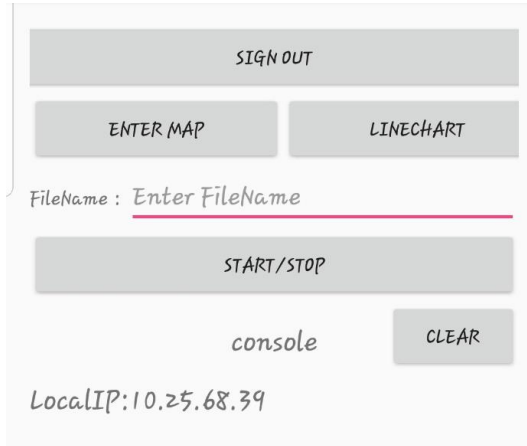 SIGN OUT
ENTER MAP LINECHART
FileName : Enter FileName
START/STOP
console CLEAR
LocalIP:10.25.68.39